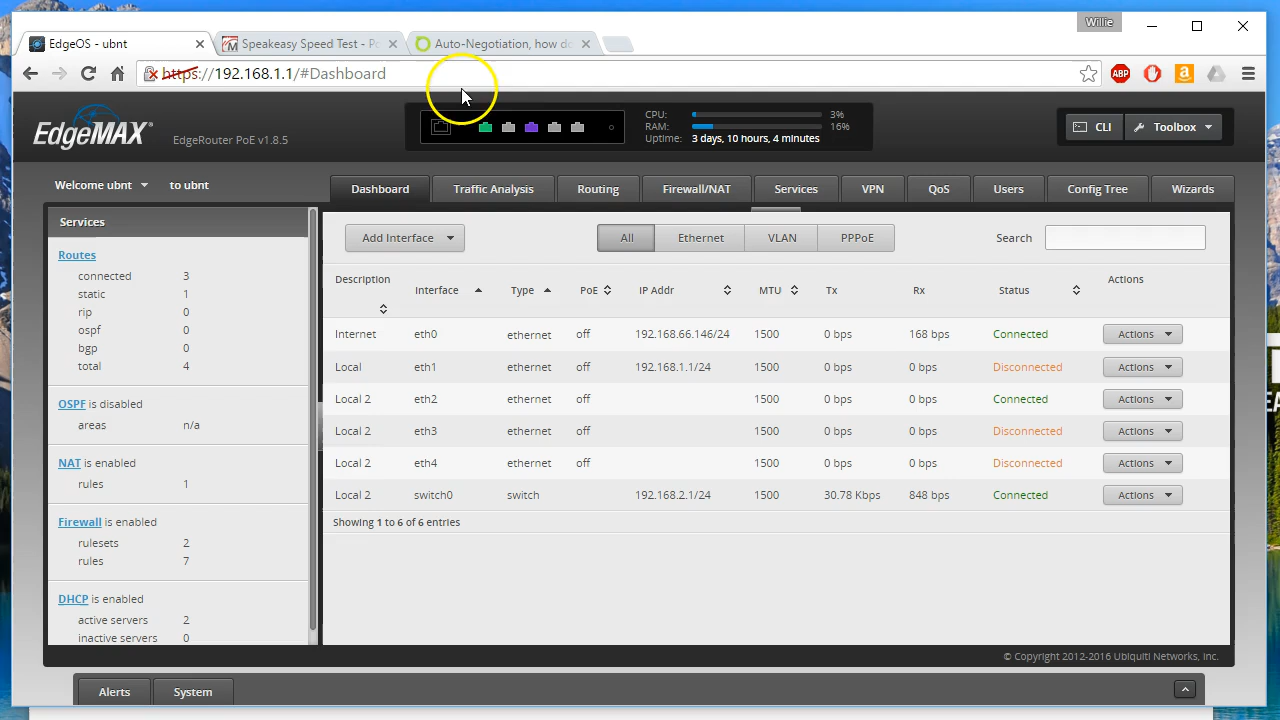 Willie
EdgeOS - ubnt
Speakeasy Speed Test - Po
Auto-Negotiation, how do
https://192.168.1.1/#Dashboard
ABP
EdgeMAX
EdgeRouter PoE v1.8.5
CPU: 3%
RAM: 16%
Uptime: 3 days, 10 hours, 4 minutes
CLI
Toolbox
Welcome ubnt
to ubnt
Dashboard
Traffic Analysis
Routing
Firewall/NAT
Services
VPN
QoS
Users
Config Tree
Wizards
Services
Routes
connected 3
static 1
rip 0
ospf 0
bgp 0
total 4
OSPF is disabled
areas n/a
NAT is enabled
rules 1
Firewall is enabled
rulesets 2
rules 7
DHCP is enabled
active servers 2
inactive servers 0
Add Interface
All
Ethernet
VLAN
PPPoE
Search
Description Interface Type PoE IP Addr MTU Tx Rx Status Actions
Internet eth0 ethernet off 192.168.66.146/24 1500 0 bps 168 bps Connected Actions
Local eth1 ethernet off 192.168.1.1/24 1500 0 bps 0 bps Disconnected Actions
Local 2 eth2 ethernet off 1500 0 bps 0 bps Connected Actions
Local 2 eth3 ethernet off 1500 0 bps 0 bps Disconnected Actions
Local 2 eth4 ethernet off 1500 0 bps 0 bps Disconnected Actions
Local 2 switch0 switch 192.168.2.1/24 1500 30.78 Kbps 848 bps Connected Actions
Showing 1 to 6 of 6 entries
© Copyright 2012-2016 Ubiquiti Networks, Inc.
Alerts
System